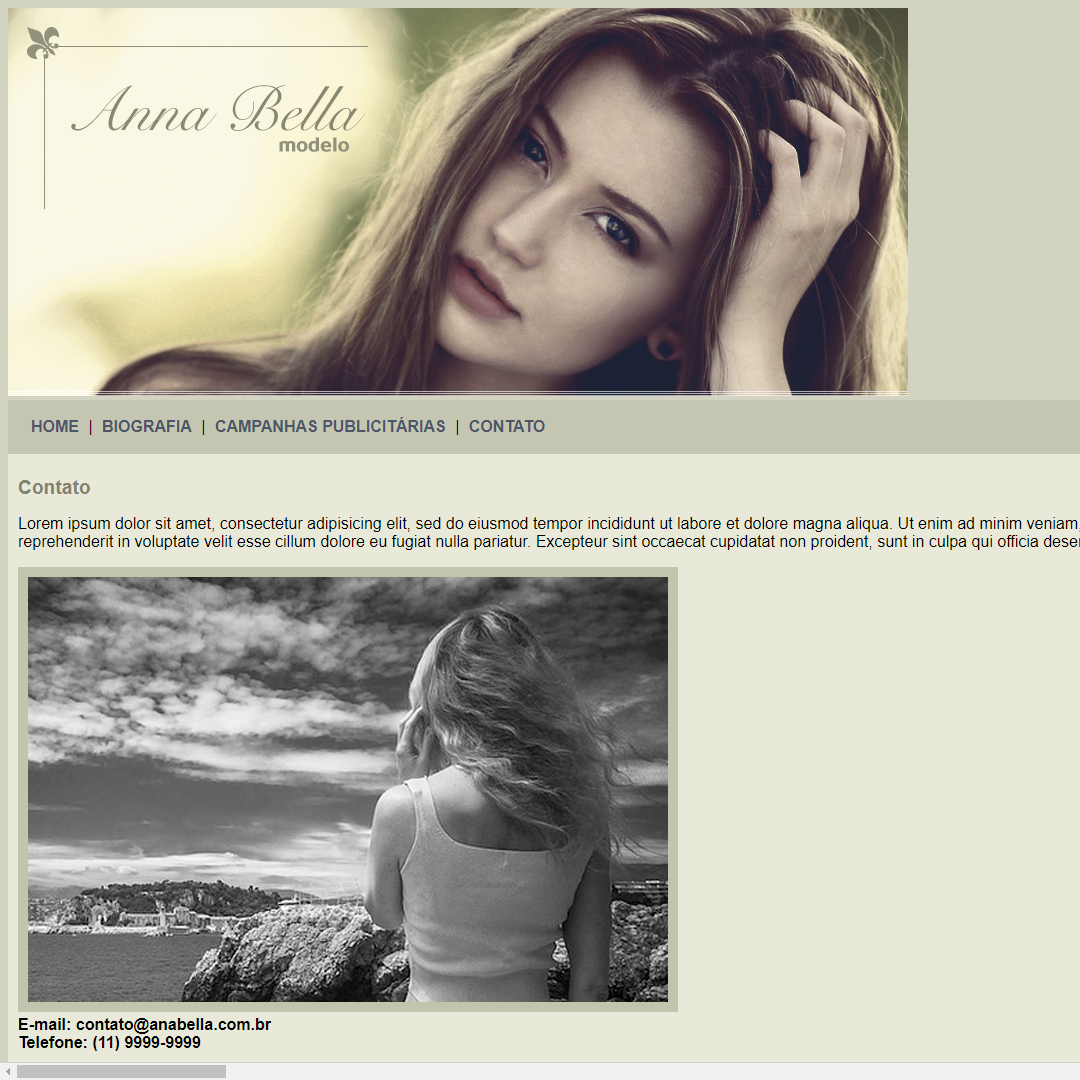 Anna Bella
modelo
HOME | BIOGRAFIA | CAMPANHAS PUBLICITÁRIAS | CONTATO
Contato
Lorem ipsum dolor sit amet, consectetur adipisicing elit, sed do eiusmod tempor incididunt ut labore et dolore magna aliqua. Ut enim ad minim veniam,
reprehenderit in voluptate velit esse cillum dolore eu fugiat nulla pariatur. Excepteur sint occaecat cupidatat non proident, sunt in culpa qui officia
E-mail: contato@anabella.com.br
Telefone: (11) 9999-9999